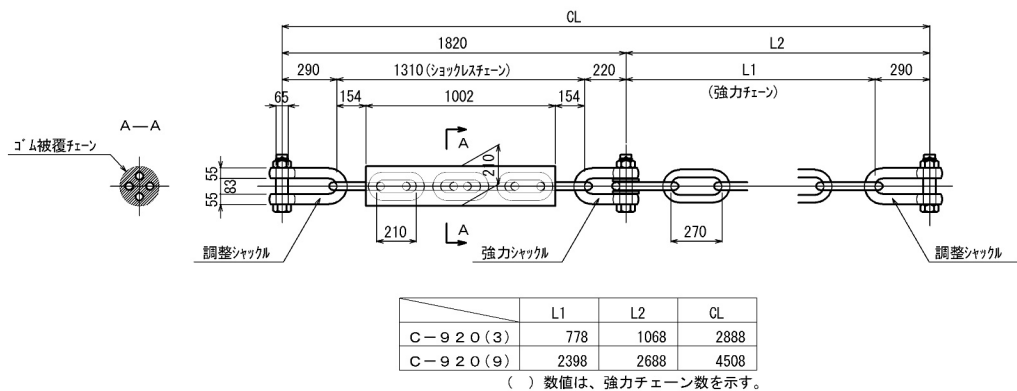 CL
1820
L2
290
1310(ショックレスチェーン)
220
L1
290
(強力チェーン)
65
154
1002
154
A—A
ゴム被覆チェーン
A
210
55
83
55
210
A
270
調整シャックル
強力シャックル
調整シャックル
L1 L2 CL
C-920(3) 778 1068 2888
C-920(9) 2398 2688 4508
( ) 数値は、強力チェーン数を示す。